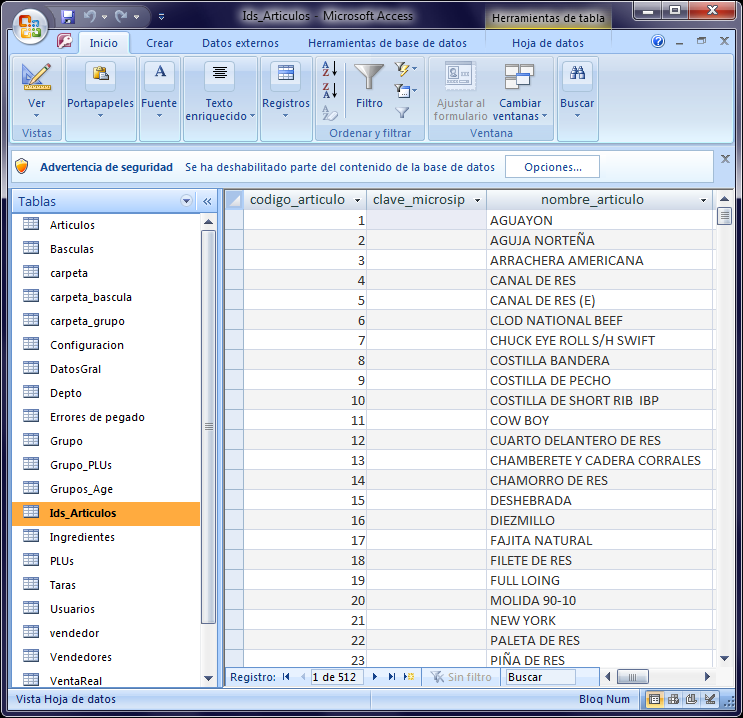 Ids_Articulos - Microsoft Access
Herramientas de tabla
Inicio
Crear
Datos externos
Herramientas de base de datos
Hoja de datos
Ver
Portapapeles
Fuente
Texto enriquecido
Registros
Filtro
Ajustar al formulario
Cambiar ventanas
Buscar
Vistas
Ordenar y filtrar
Ventana
Advertencia de seguridad Se ha deshabilitado parte del contenido de la base de datos Opciones...
Tablas
Articulos
Basculas
carpeta
carpeta_bascula
carpeta_grupo
Configuracion
DatosGral
Depto
Errores de pegado
Grupo
Grupo_PLUs
Grupos_Age
Ids_Articulos
Ingredientes
PLUs
Taras
Usuarios
vendedor
Vendedores
VentaReal
codigo_articulo clave_microsip nombre_articulo
1 AGUAYON
2 AGUJA NORTEÑA
3 ARRACHERA AMERICANA
4 CANAL DE RES
5 CANAL DE RES (E)
6 CLOD NATIONAL BEEF
7 CHUCK EYE ROLL S/H SWIFT
8 COSTILLA BANDERA
9 COSTILLA DE PECHO
10 COSTILLA DE SHORT RIB IBP
11 COW BOY
12 CUARTO DELANTERO DE RES
13 CHAMBERETE Y CADERA CORRALES
14 CHAMORRO DE RES
15 DESHEBRADA
16 DIEZMILLO
17 FAJITA NATURAL
18 FILETE DE RES
19 FULL LOING
20 MOLIDA 90-10
21 NEW YORK
22 PALETA DE RES
23 PIÑA DE RES
Registro: 1 de 512 Sin filtro Buscar
Vista Hoja de datos
Bloq Num